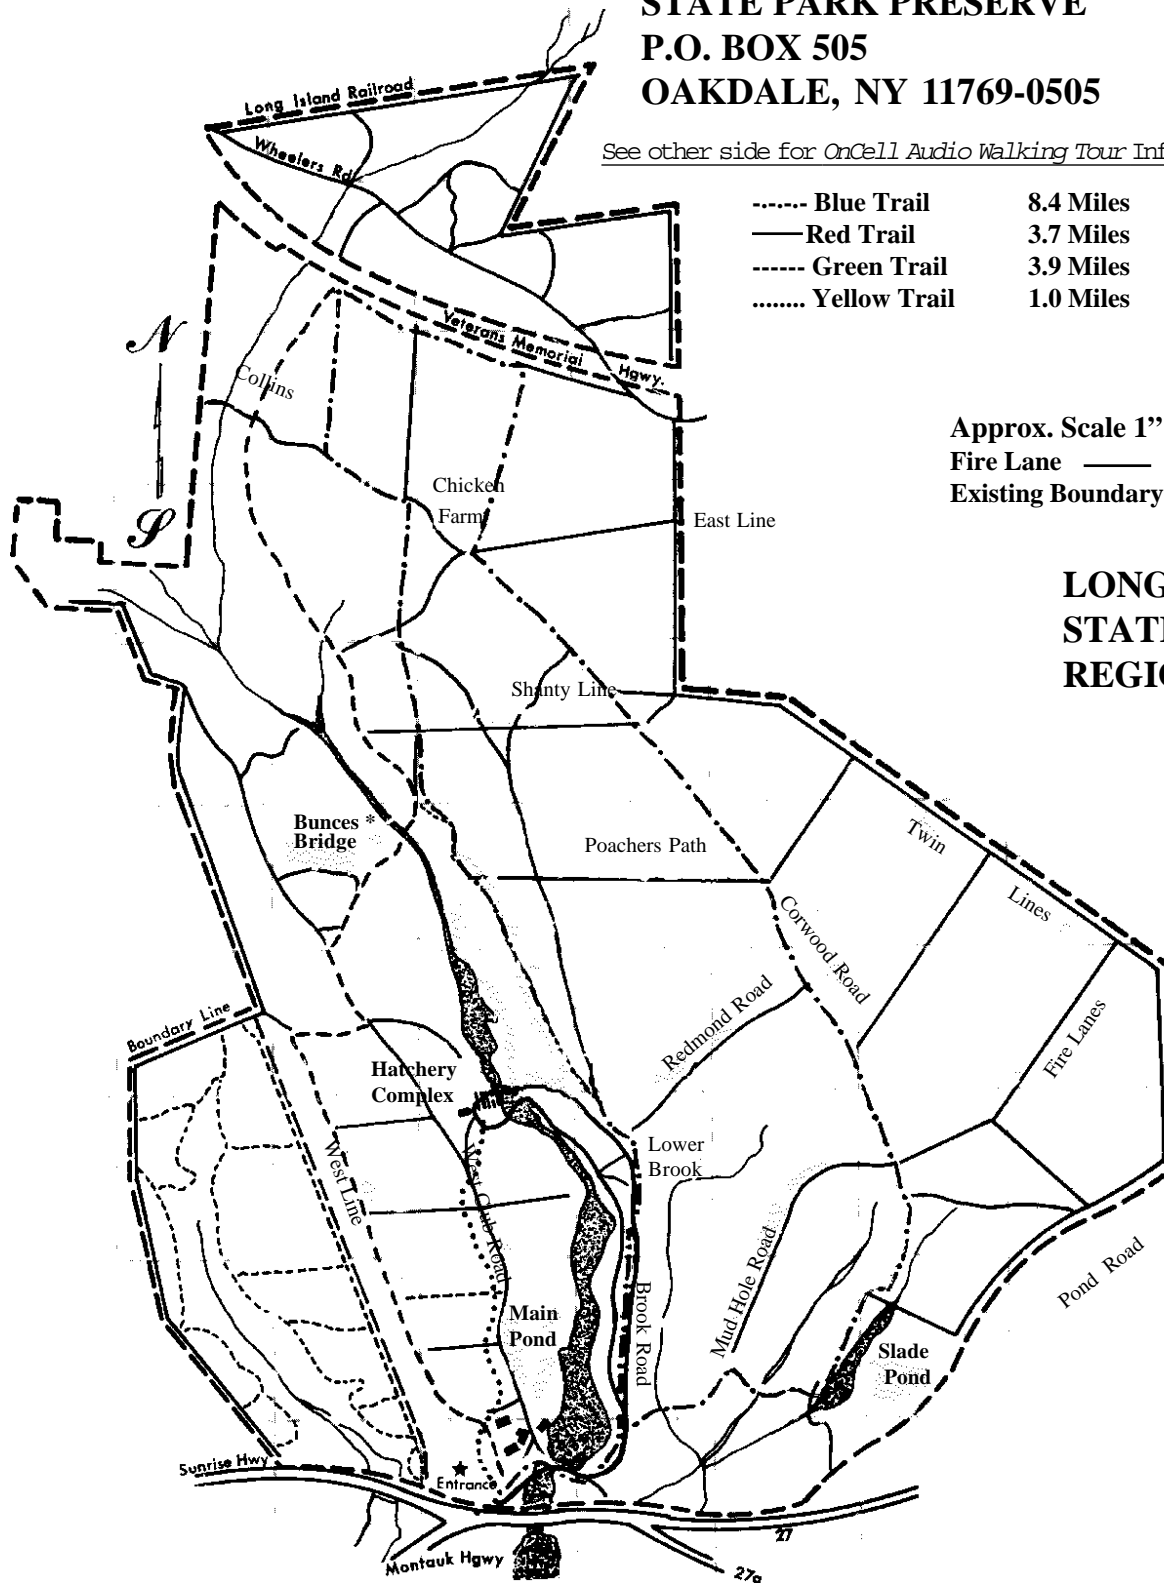 STATE PARK PRESERVE
P.O. BOX 505
OAKDALE, NY 11769-0505
See other side for OnCell Audio Walking Tour Inf
-.-.-.- Blue Trail 8.4 Miles
Red Trail 3.7 Miles
------ Green Trail 3.9 Miles
........ Yellow Trail 1.0 Miles
Long Island Railroad
Wheelers Rd.
Veterans Memorial Hgwy.
N
S
Collins
Approx. Scale 1”
Fire Lane
Existing Boundary
Chicken
Farm
East Line
LONG
STAT
REGIO
Shanty Line
Bunces *
Bridge
Poachers Path
Twin
Lines
Corwood Road
Redmond Road
Fire Lanes
Boundary Line
Hatchery
Complex
Lower
Brook
West Line
West Gub Road
Mud Hole Road
Pond Road
Main
Pond
Brook Road
Slade
Pond
Sunrise Hwy
★
Entrance
27
Montauk Hgwy
27a